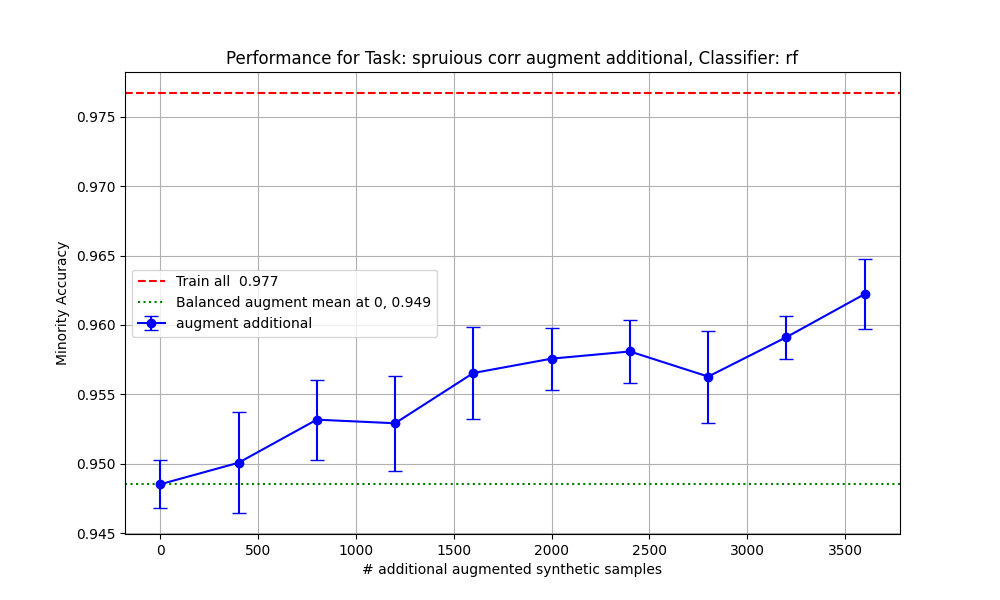 Performance for Task: spruious corr augment additional, Classifier: rf
0.975
0.970
0.965
0.960
0.955
0.950
0.945
Minority Accuracy
Train all  0.977
Balanced augment mean at 0, 0.949
augment additional
0 500 1000 1500 2000 2500 3000 3500
# additional augmented synthetic samples